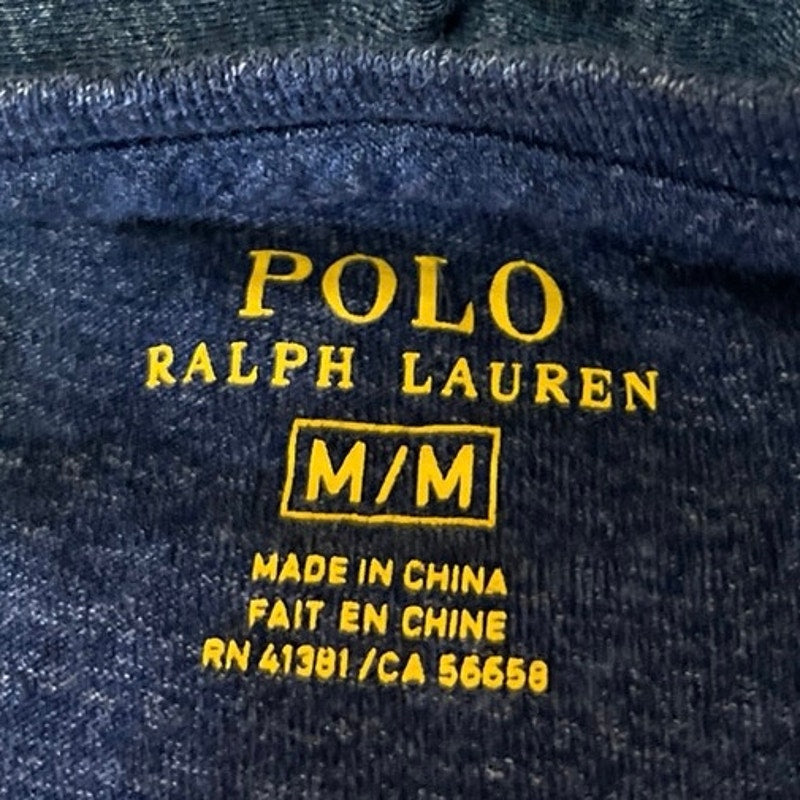 POLO
RALPH LAUREN
M/M
MADE IN CHINA
FAIT EN CHINE
RN 41381/CA 56658